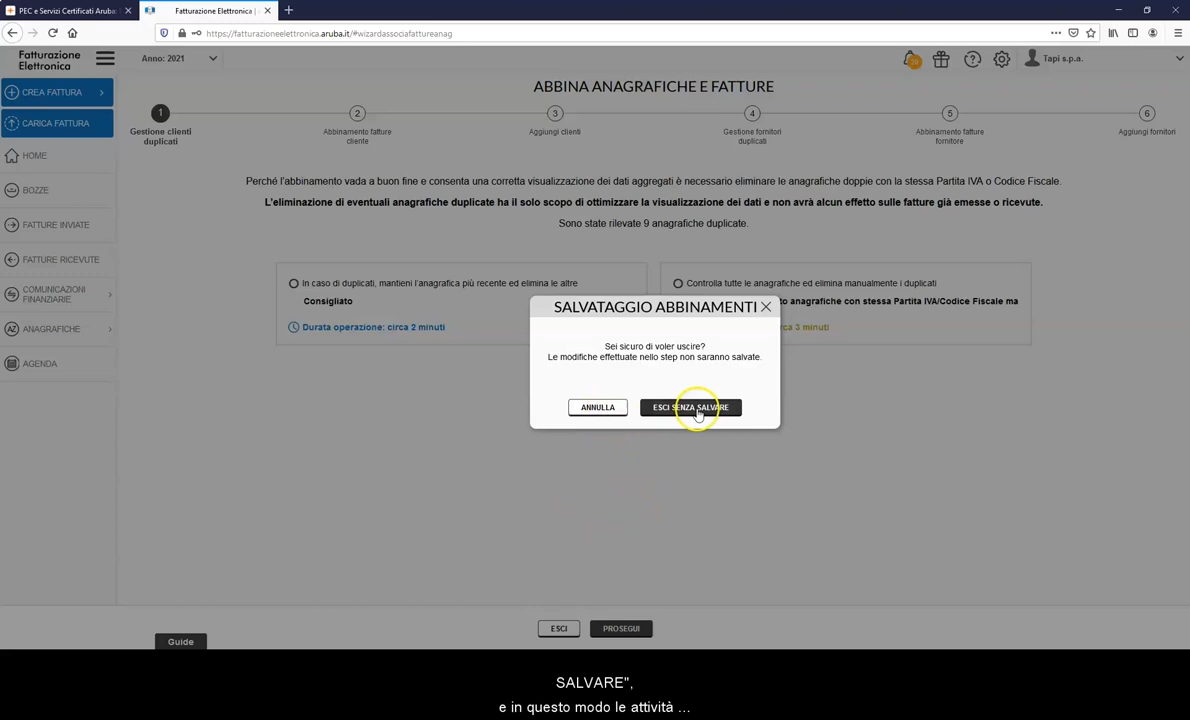 PEC e Servizi Certificati Aruba:
Fatturazione Elettronica |
https://fatturazioneelettronica.aruba.it/#wizardassociafattureanag
Fatturazione
Elettronica
Anno: 2021
Tapi s.p.a.
CREA FATTURA
CARICA FATTURA
HOME
BOZZE
FATTURE INVIATE
FATTURE RICEVUTE
COMUNICAZIONI
FINANZIARIE
ANAGRAFICHE
AGENDA
ABBINA ANAGRAFICHE E FATTURE
1 2 3 4 5 6
Gestione clienti
duplicati
Abbinamento fatture
cliente
Aggiungi clienti
Gestione fornitori
duplicati
Abbinamento fatture
fornitore
Aggiungi fornitori
Perché l'abbinamento vada a buon fine e consenta una corretta visualizzazione dei dati aggregati è necessario eliminare le anagrafiche doppie con la stessa Partita IVA o Codice Fiscale.
L'eliminazione di eventuali anagrafiche duplicate ha il solo scopo di ottimizzare la visualizzazione dei dati e non avrà alcun effetto sulle fatture già emesse o ricevute.
Sono state rilevate 9 anagrafiche duplicate.
In caso di duplicati, mantieni l'anagrafica più recente ed elimina le altre
Consigliato
Durata operazione: circa 2 minuti
Controlla tutte le anagrafiche ed elimina manualmente i duplicati
to anagrafiche con stessa Partita IVA/Codice Fiscale ma
ca 3 minuti
SALVATAGGIO ABBINAMENTI
Sei sicuro di voler uscire?
Le modifiche effettuate nello step non saranno salvate.
ANNULLA
ESCI SENZA SALVARE
ESCI
PROSEGUI
Guide
SALVARE",
e in questo modo le attività ...